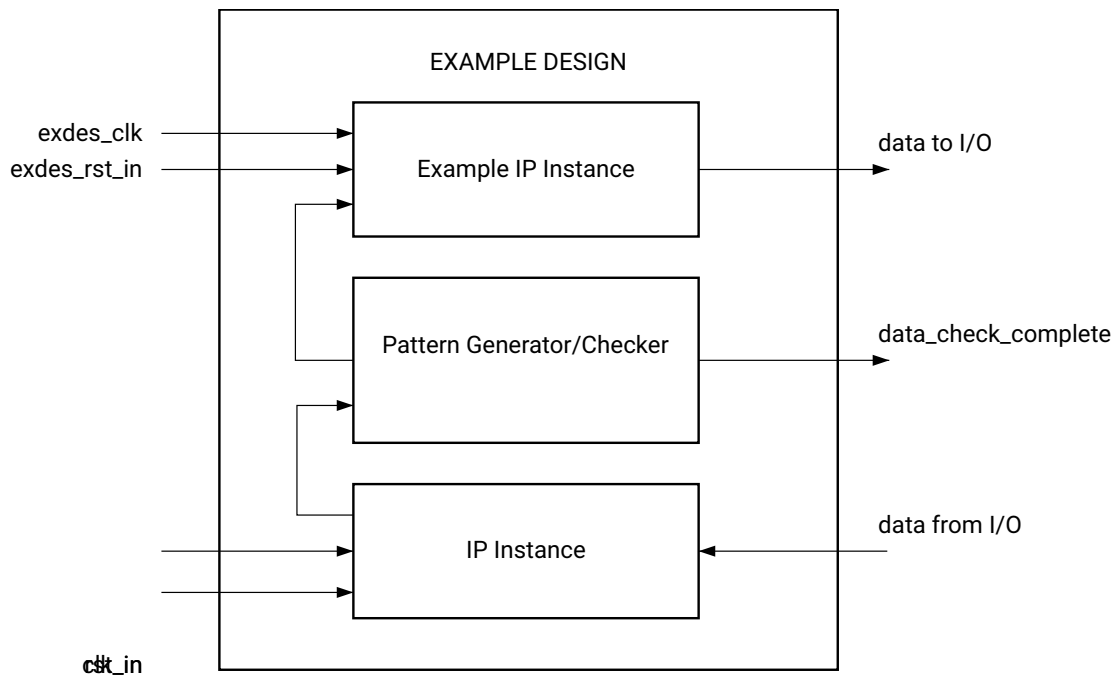 EXAMPLE DESIGN
exdes_clk
exdes_rst_in
Example IP Instance
data to I/O
Pattern Generator/Checker
data_check_complete
IP Instance
data from I/O